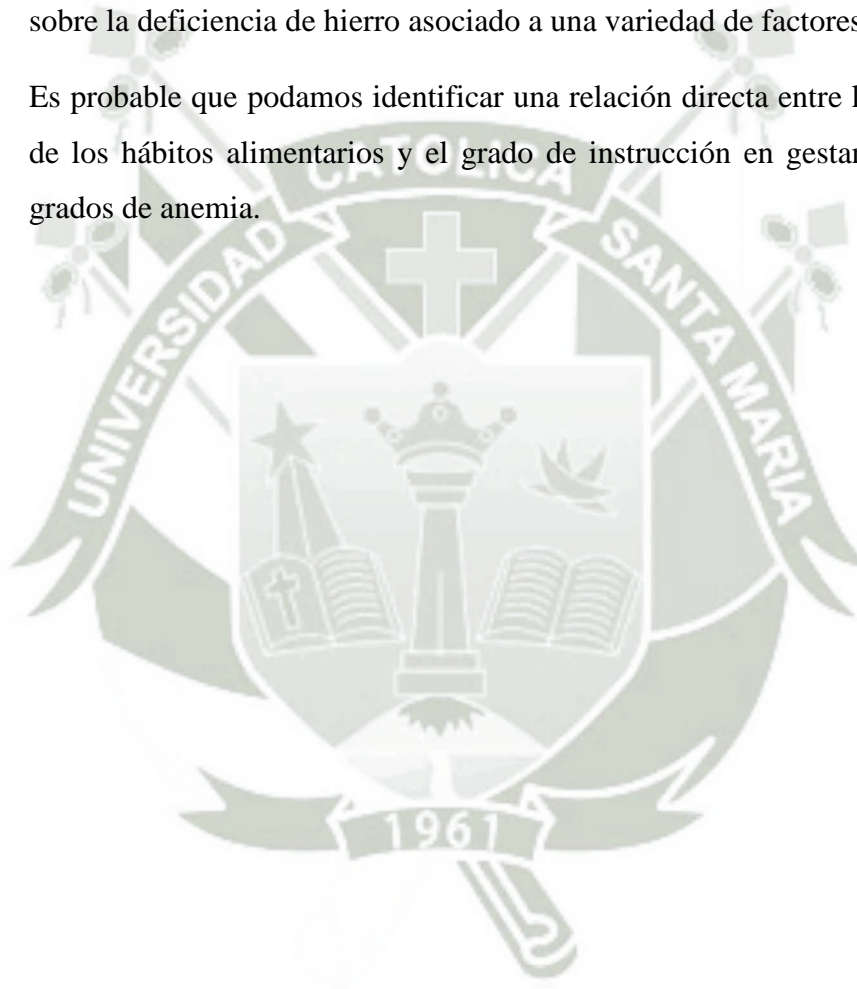 sobre la deficiencia de hierro asociado a una variedad de factores
Es probable que podamos identificar una relación directa entre
de los hábitos alimentarios y el grado de instrucción en
grados de anemia.
UNIVERSIDAD CATOLICA SANTA MARIA
1961